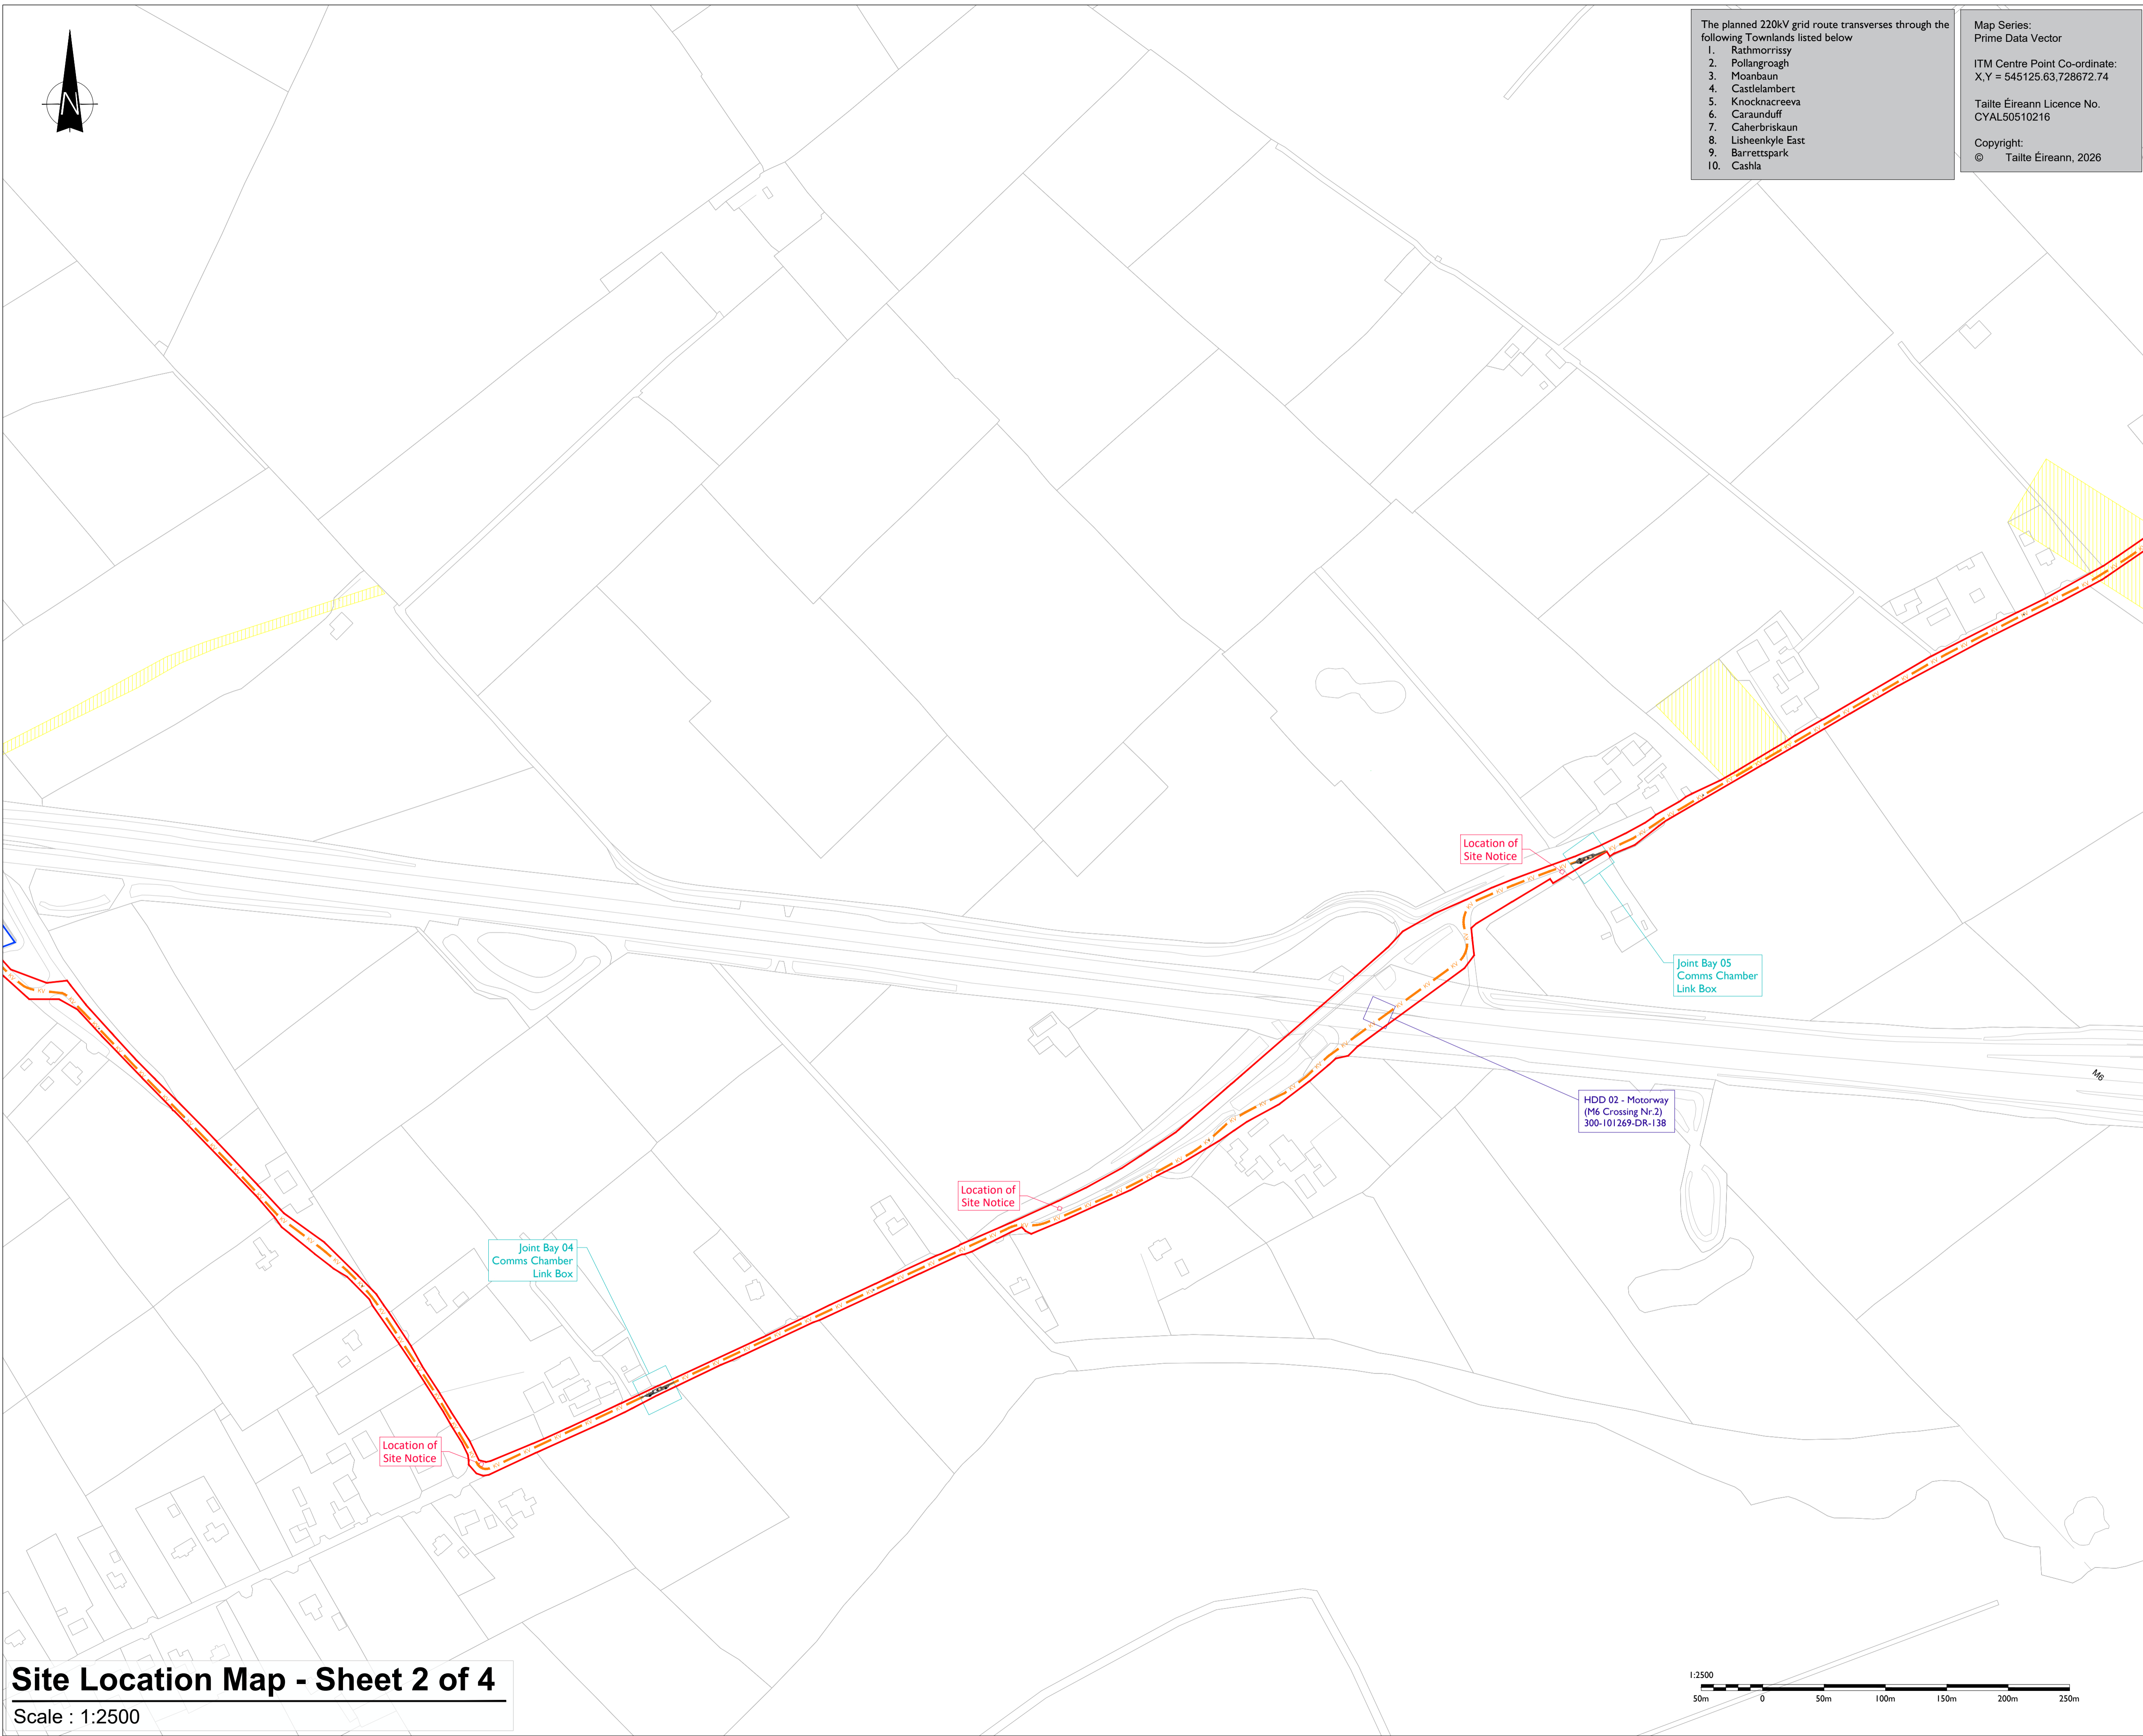 N
The planned 220kV grid route transverses through the
following Townlands listed below
1. Rathmorrissy
2. Pollangroagh
3. Moanbaun
4. Castlelambert
5. Knocknacreeva
6. Caraunduff
7. Caherbriskaun
8. Lisheenkyle East
9. Barrettspark
10. Cashla
Map Series:
Prime Data Vector
ITM Centre Point Co-ordinate:
X,Y = 545125.63,728672.74
Tailte Éireann Licence No.
CYAL50510216
Copyright:
© Tailte Éireann, 2026
Location of
Site Notice
Joint Bay 05
Comms Chamber
Link Box
M6
HDD 02 - Motorway
(M6 Crossing Nr.2)
300-101269-DR-138
Location of
Site Notice
Joint Bay 04
Comms Chamber
Link Box
Location of
Site Notice
Site Location Map - Sheet 2 of 4
Scale : 1:2500
1:2500
50m 0 50m 100m 150m 200m 250m